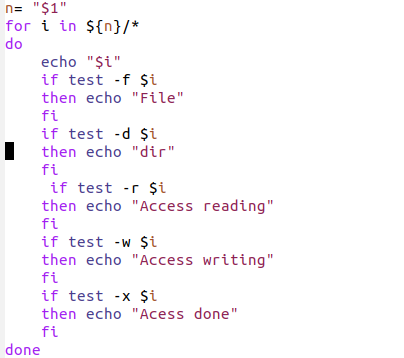 n= "$1"
for i in ${n}/*
do
    echo "$i"
    if test -f $i
    then echo "File"
    fi
    if test -d $i
    then echo "dir"
    fi
     if test -r $i
    then echo "Access reading"
    fi
    if test -w $i
    then echo "Access writing"
    fi
    if test -x $i
    then echo "Acess done"
    fi
done